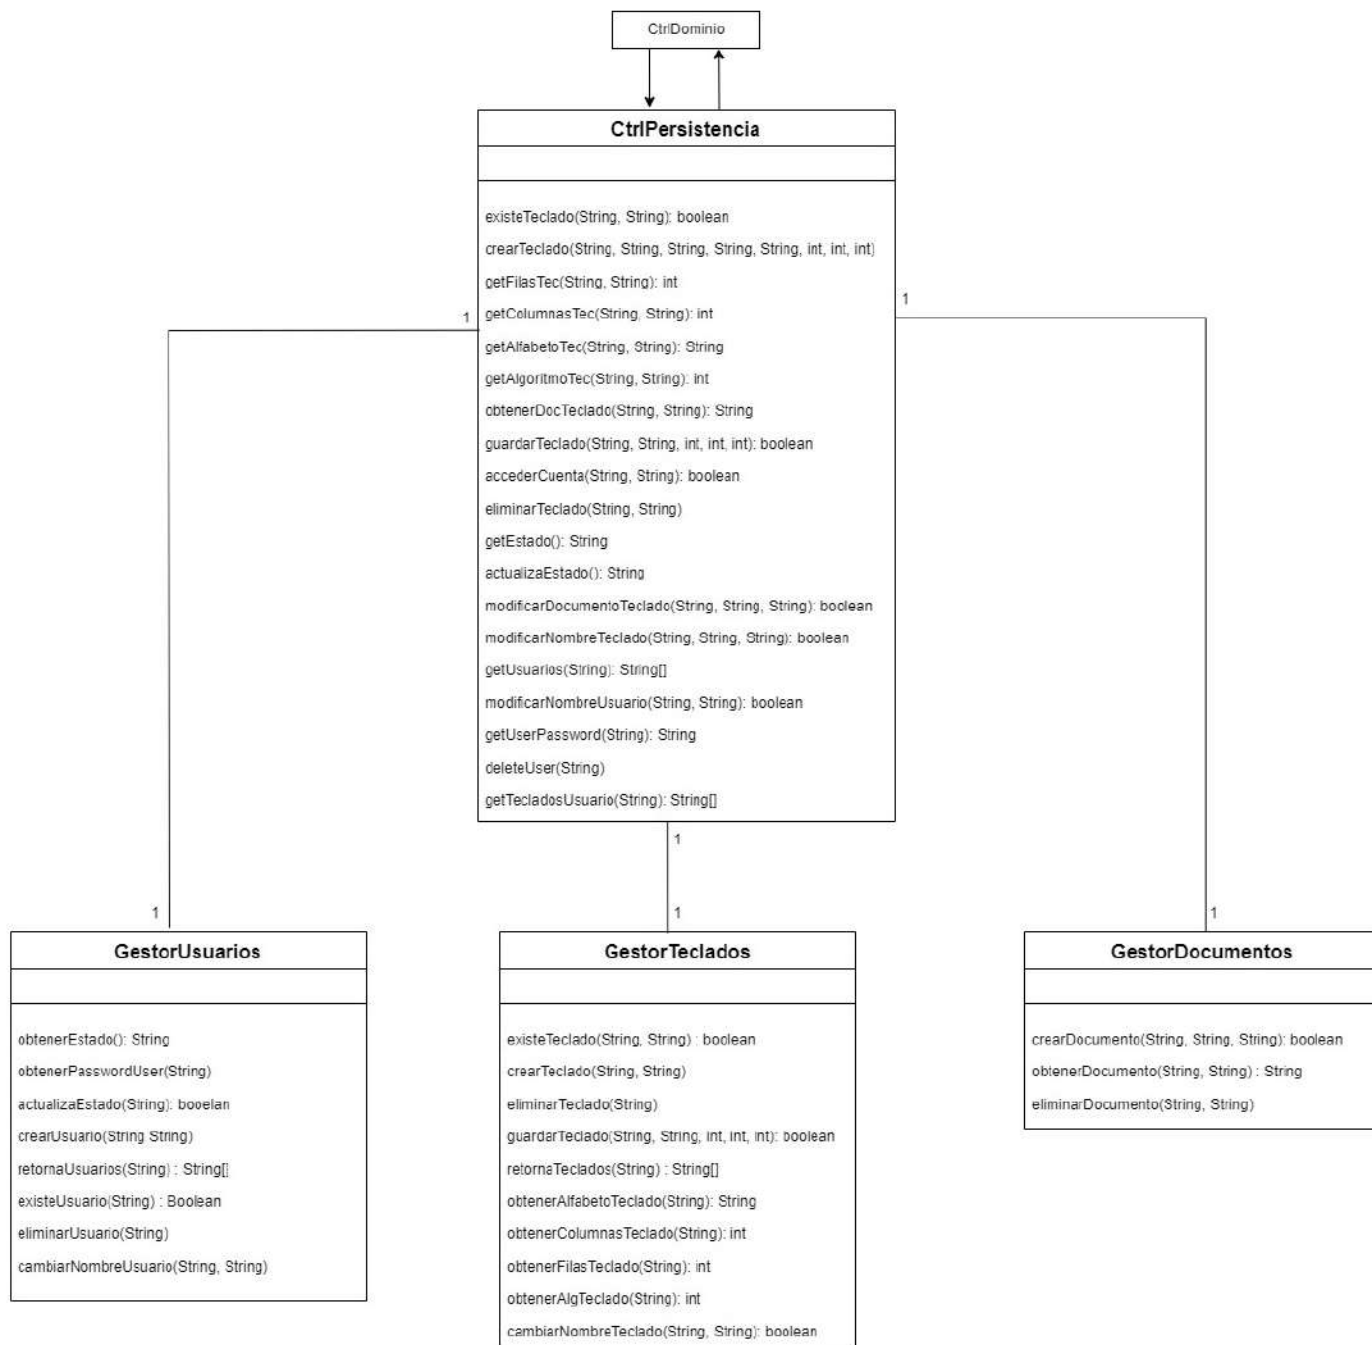 CtrlDominio
CtrlPersistencia
existeTeclado(String, String): boolean
crearTeclado(String, String, String, String, String, int, int, int)
getFilasTec(String, String): int
getColumnasTec(String, String): int
getAlfabetoTec(String, String): String
getAlgoritmoTec(String, String): int
obtenerDocTeclado(String, String): String
guardarTeclado(String, String, int, int, int): boolean
accederCuenta(String, String): boolean
eliminarTeclado(String, String)
getEstado(): String
actualizaEstado(): String
modificarDocumentoTeclado(String, String, String): boolean
modificarNombreTeclado(String, String, String): boolean
getUsuarios(String): String[]
modificarNombreUsuario(String, String): boolean
getUserPassword(String): String
deleteUser(String)
getTecladosUsuario(String): String[]
1
1
1
1
1
1
GestorUsuarios
obtenerEstado(): String
obtenerPasswordUser(String)
actualizaEstado(String): booelan
crearUsuario(String String)
retornaUsuarios(String) : String[]
existeUsuario(String) : Boolean
eliminarUsuario(String)
cambiarNombreUsuario(String, String)
GestorTeclados
existeTeclado(String, String) : boolean
crearTeclado(String, String)
eliminarTeclado(String)
guardarTeclado(String, String, int, int, int): boolean
retornaTeclados(String) : String[]
obtenerAlfabetoTeclado(String): String
obtenerColumnasTeclado(String): int
obtenerFilasTeclado(String): int
obtenerAlgTeclado(String): int
cambiarNombreTeclado(String, String): boolean
GestorDocumentos
crearDocumento(String, String, String): boolean
obtenerDocumento(String, String) : String
eliminarDocumento(String, String)